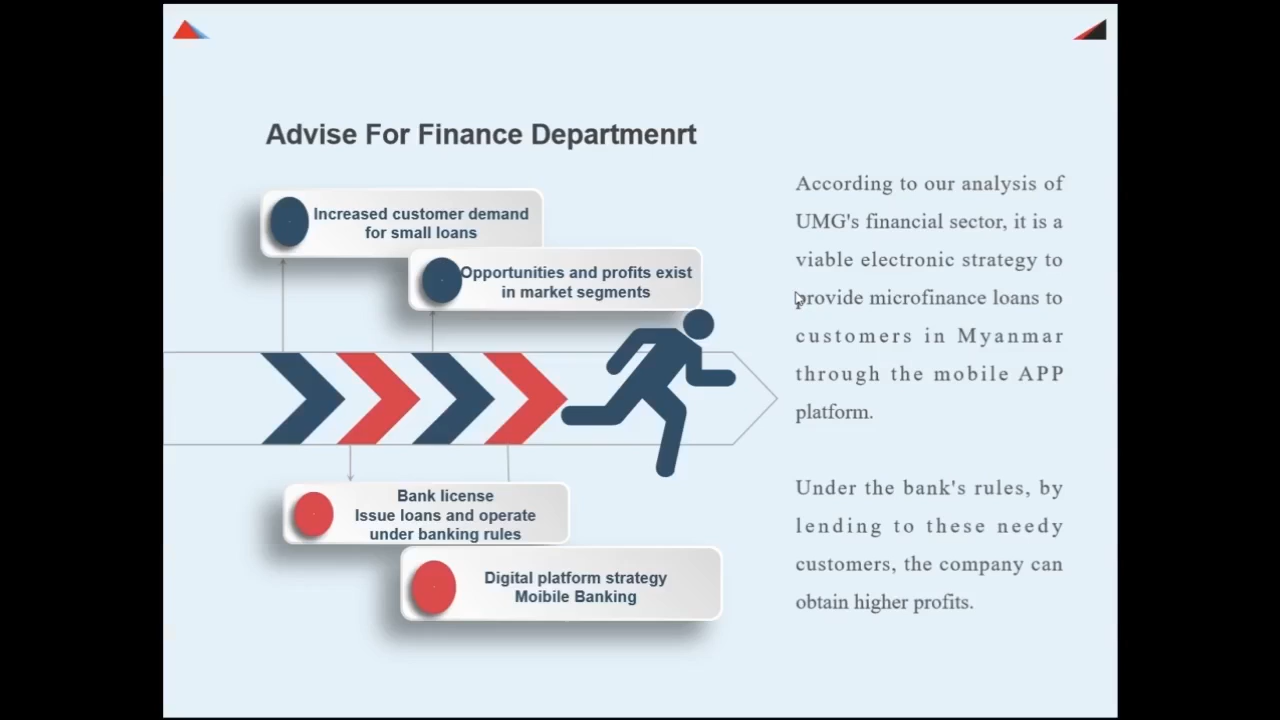 Advise For Finance Departmenrt
Increased customer demand
for small loans
Opportunities and profits exist
in market segments
Bank license
Issue loans and operate
under banking rules
Digital platform strategy
Moibile Banking
According to our analysis of
UMG's financial sector, it is a
viable electronic strategy to
provide microfinance loans to
customers in Myanmar
through the mobile APP
platform.
Under the bank's rules, by
lending to these needy
customers, the company can
obtain higher profits.